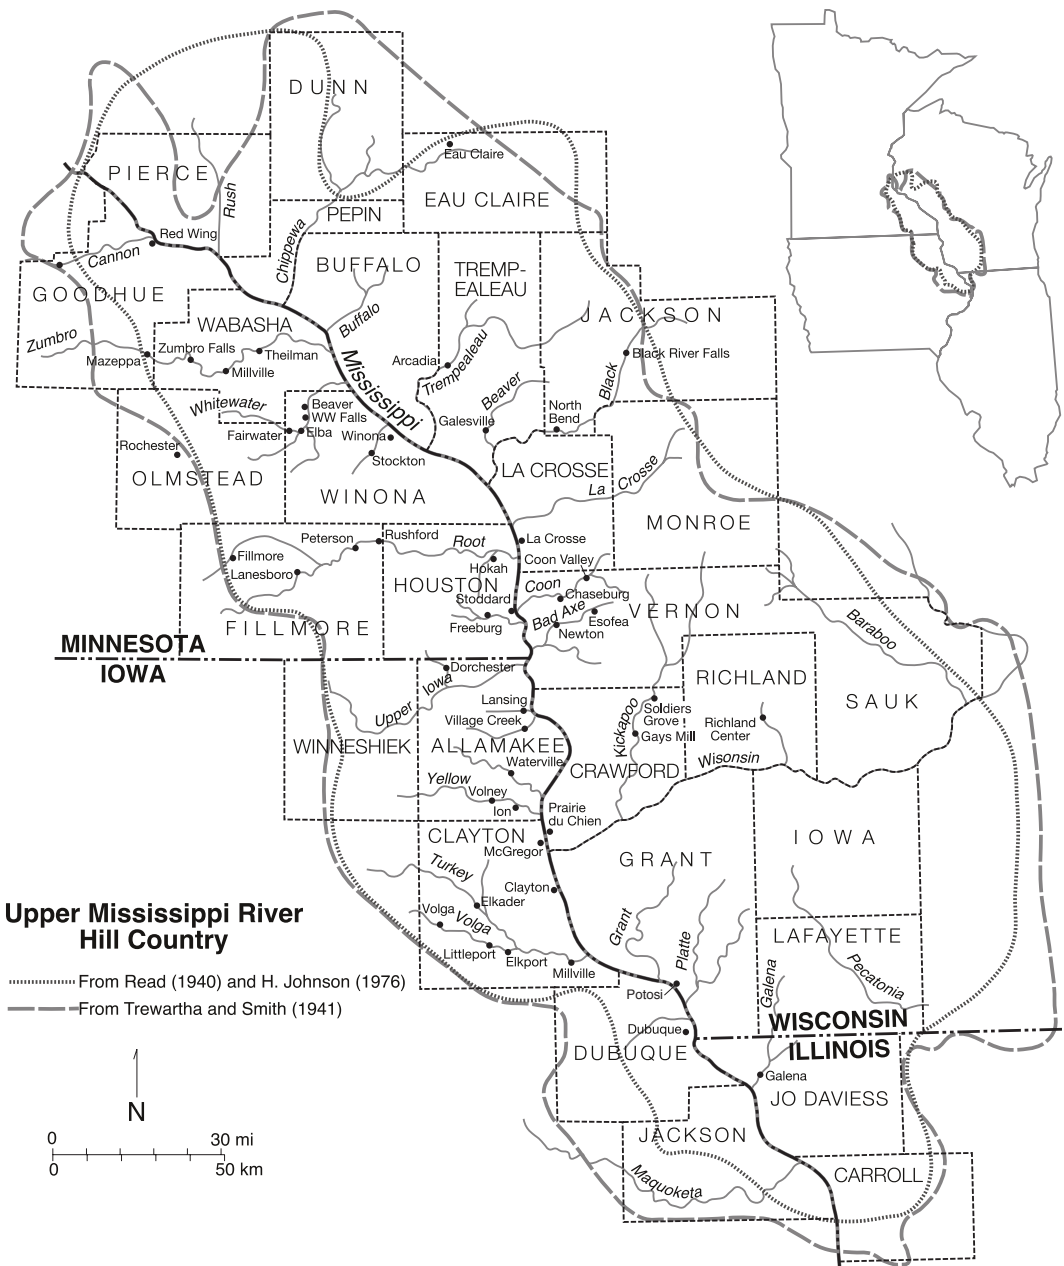 DUNN
Eau Claire
PIERCE
EAU CLAIRE
Rush
PEPIN
Red Wing
Chippewa
Cannon
BUFFALO
TREMP-
EALEAU
GOODHUE
JACKSON
Buffalo
WABASHA
Zumbro
Zumbro Falls
Theilman
Mazeppa
Millville
Mississippi
Arcadia
Trempealeau
Black River Falls
Black
Beaver
Whitewater
Beaver
WW Falls
Fairwater
Elba
Winona
Galesville
North
Bend
Rochester
Stockton
OLMSTEAD
WINONA
LA CROSSE
La Crosse
MONROE
Peterson
Rushford
Root
La Crosse
Fillmore
Hokah
Coon Valley
Lanesboro
HOUSTON
Coon
Chaseburg
Stoddard
Bad Axe
Esofea
VERNON
Freeburg
Newton
FILLMORE
Baraboo
MINNESOTA
IOWA
Dorchester
RICHLAND
Upper Iowa
Lansing
Soldiers
Grove
SAUK
Village Creek
Kickapoo
Gays Mill
Richland
Center
WINNESHIEK
ALLAMAKEE
Waterville
CRAWFORD
Wisonsin
Yellow
Volney
Ion
Prairie
du Chien
CLAYTON
McGregor
IOWA
GRANT
Turkey
Clayton
Elkader
Volga
Volga
Grant
Platte
LAFAYETTE
Littleport
Elkport
Millville
Galena
Pecatonia
Potosi
Upper Mississippi River
Hill Country
From Read (1940) and H. Johnson (1976)
From Trewartha and Smith (1941)
WISCONSIN
ILLINOIS
Dubuque
DUBUQUE
Galena
JO DAVIESS
JACKSON
CARROLL
Maquoketa
N
0 30 mi
0 50 km